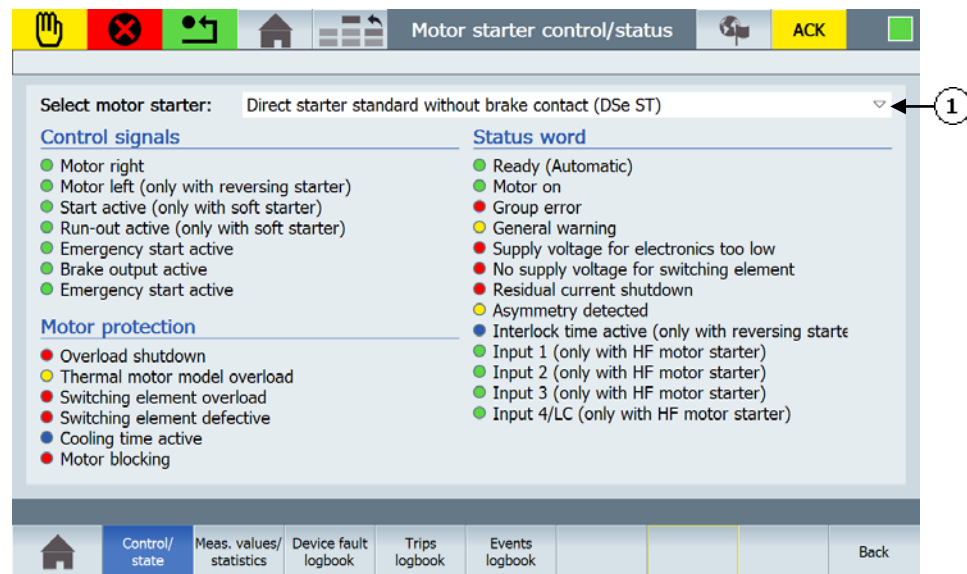 Motor starter control/status
ACK
Select motor starter: Direct starter standard without brake contact (DSe ST)
1
Control signals
Motor right
Motor left (only with reversing starter)
Start active (only with soft starter)
Run-out active (only with soft starter)
Emergency start active
Brake output active
Emergency start active
Motor protection
Overload shutdown
Thermal motor model overload
Switching element overload
Switching element defective
Cooling time active
Motor blocking
Status word
Ready (Automatic)
Motor on
Group error
General warning
Supply voltage for electronics too low
No supply voltage for switching element
Residual current shutdown
Asymmetry detected
Interlock time active (only with reversing starte
Input 1 (only with HF motor starter)
Input 2 (only with HF motor starter)
Input 3 (only with HF motor starter)
Input 4/LC (only with HF motor starter)
Control/
state
Meas. values/
statistics
Device fault
logbook
Trips
logbook
Events
logbook
Back